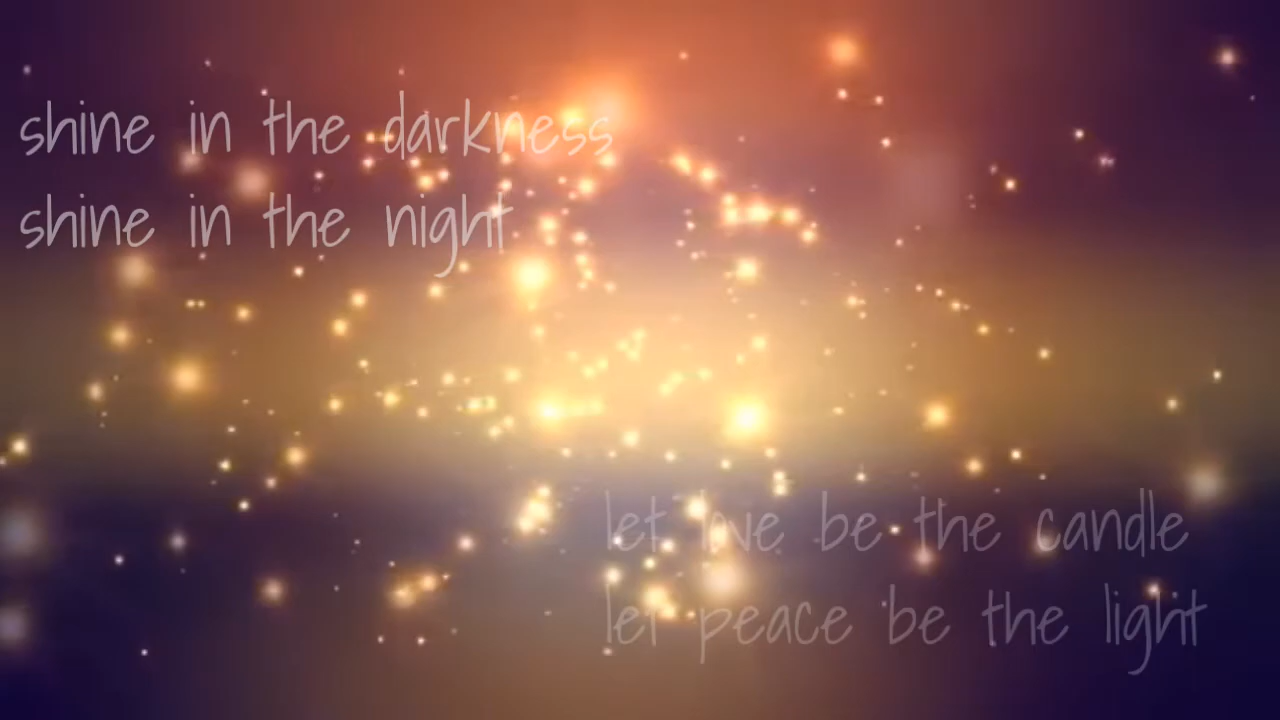 shine in the darkness
shine in the night
let love be the candle
let peace be the light